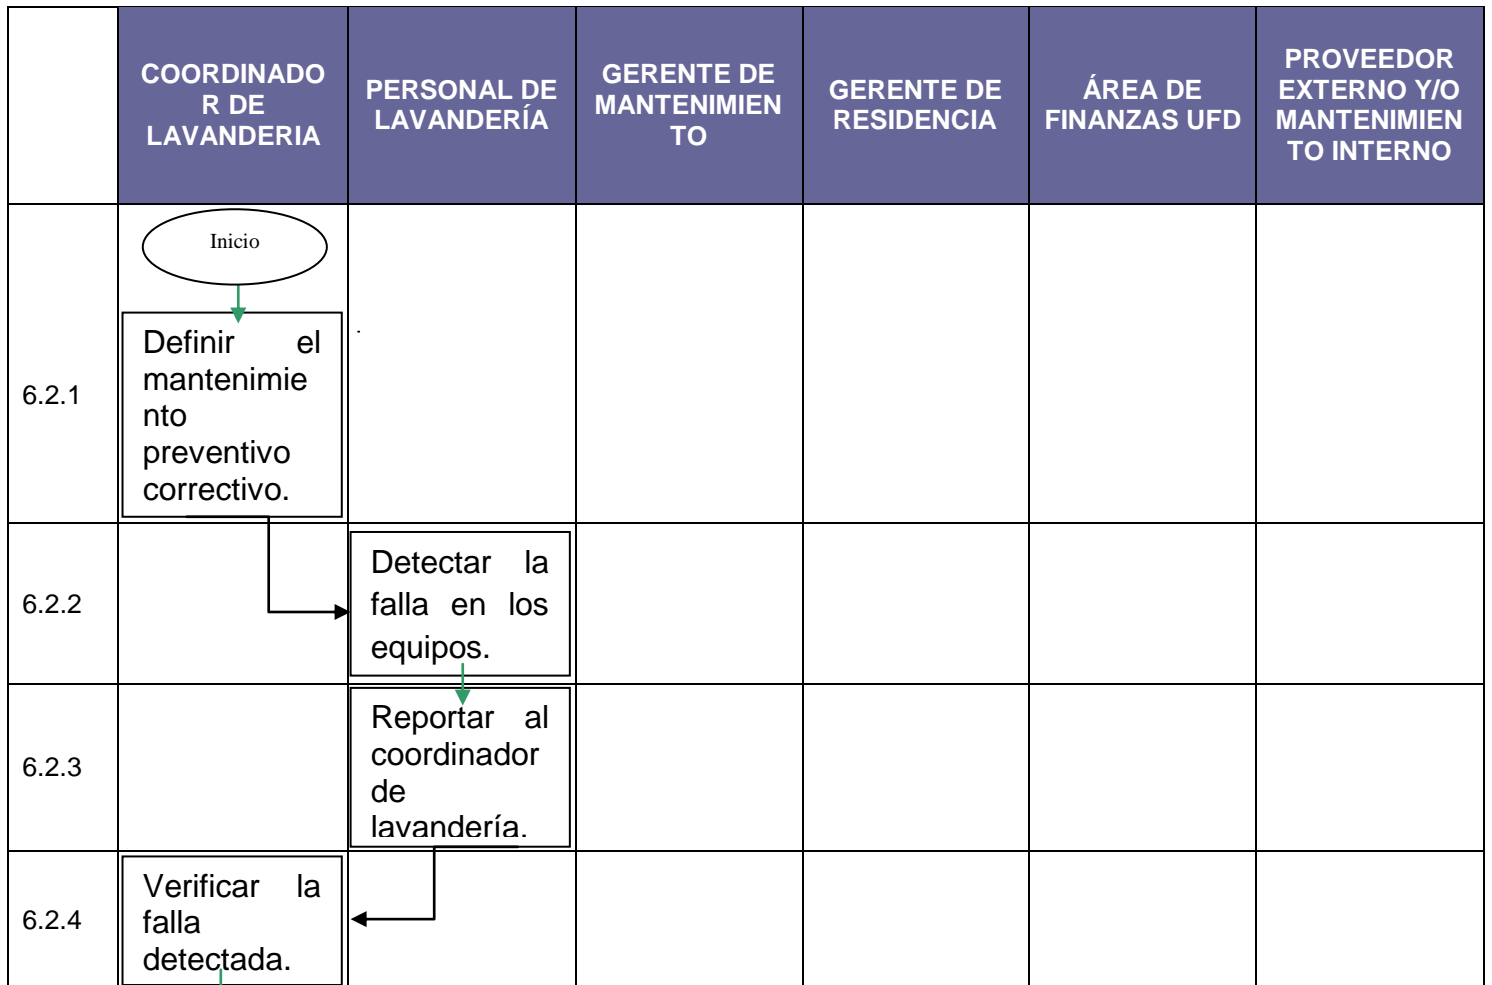 COORDINADO
R DE
LAVANDERIA
PERSONAL DE
LAVANDERÍA
GERENTE DE
MANTENIMIEN
TO
GERENTE DE
RESIDENCIA
ÁREA DE
FINANZAS UFD
PROVEEDOR
EXTERNO Y/O
MANTENIMIEN
TO INTERNO
6.2.1
Inicio
Definir el
mantenimie
nto
preventivo
correctivo.
.
6.2.2
Detectar la
falla en los
equipos.
6.2.3
Reportar al
coordinador
de
lavandería.
6.2.4
Verificar la
falla
detectada.